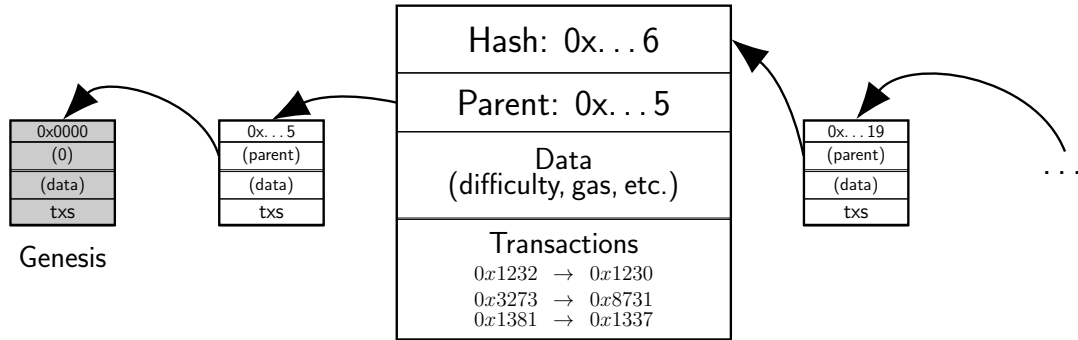 0x0000
(0)
(data)
txs
Genesis
0x. . . 5
(parent)
(data)
txs
Hash: 0x. . . 6
Parent: 0x. . . 5
Data
(difficulty, gas, etc.)
Transactions
0x1232 → 0x1230
0x3273 → 0x8731
0x1381 → 0x1337
0x. . . 19
(parent)
(data)
txs
. . .